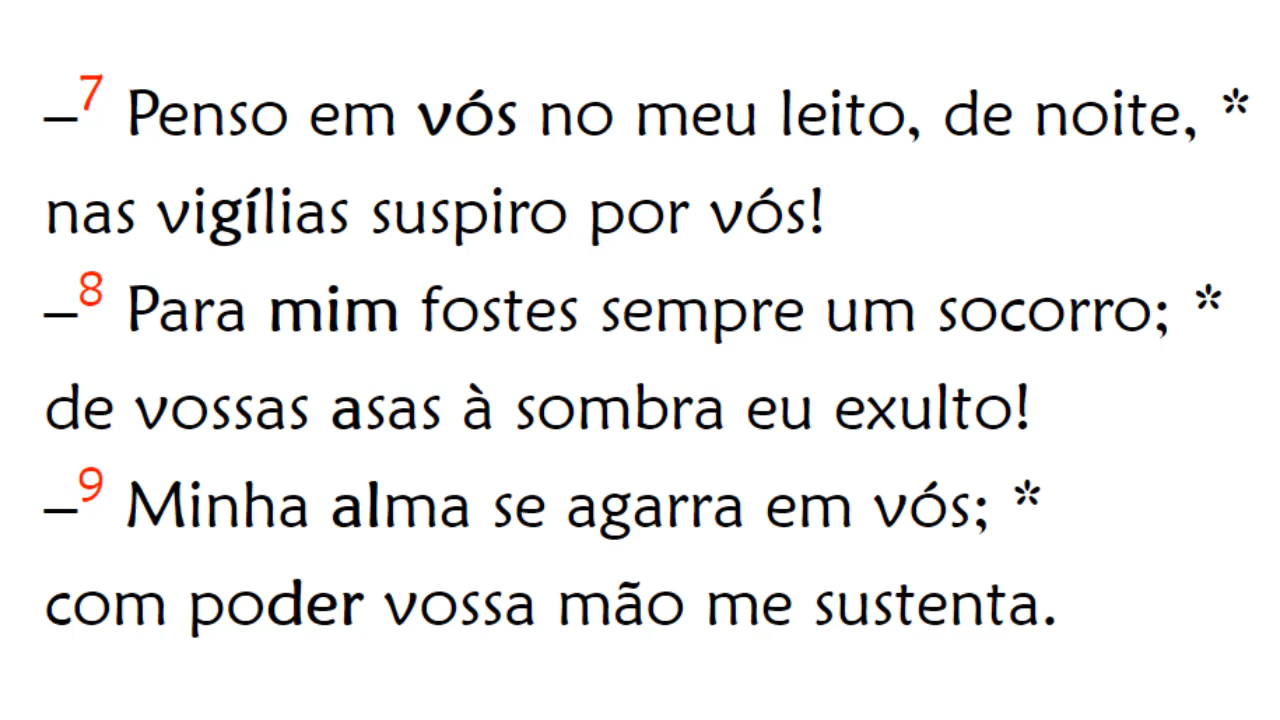 –7 Penso em vós no meu leito, de noite, *
nas vigílias suspiro por vós!
–8 Para mim fostes sempre um socorro; *
de vossas asas à sombra eu exulto!
–9 Minha alma se agarra em vós; *
com poder vossa mão me sustenta.